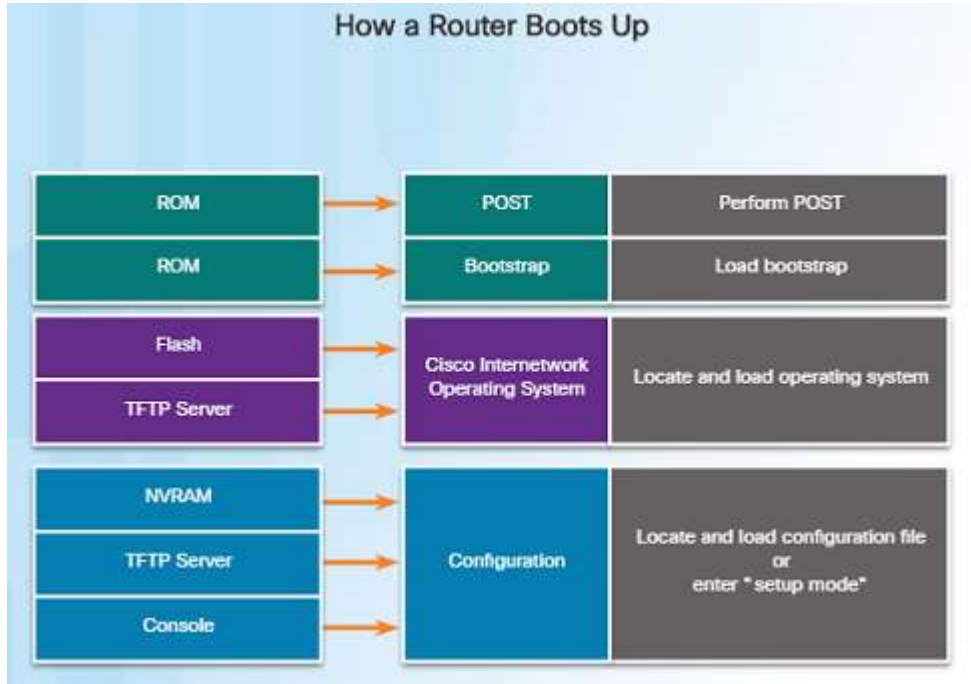 How a Router Boots Up
ROM
POST
Perform POST
ROM
Bootstrap
Load bootstrap
Flash
TFTP Server
Cisco Internetwork
Operating System
Locate and load operating system
NVRAM
TFTP Server
Console
Configuration
Locate and load configuration file
or
enter " setup mode"